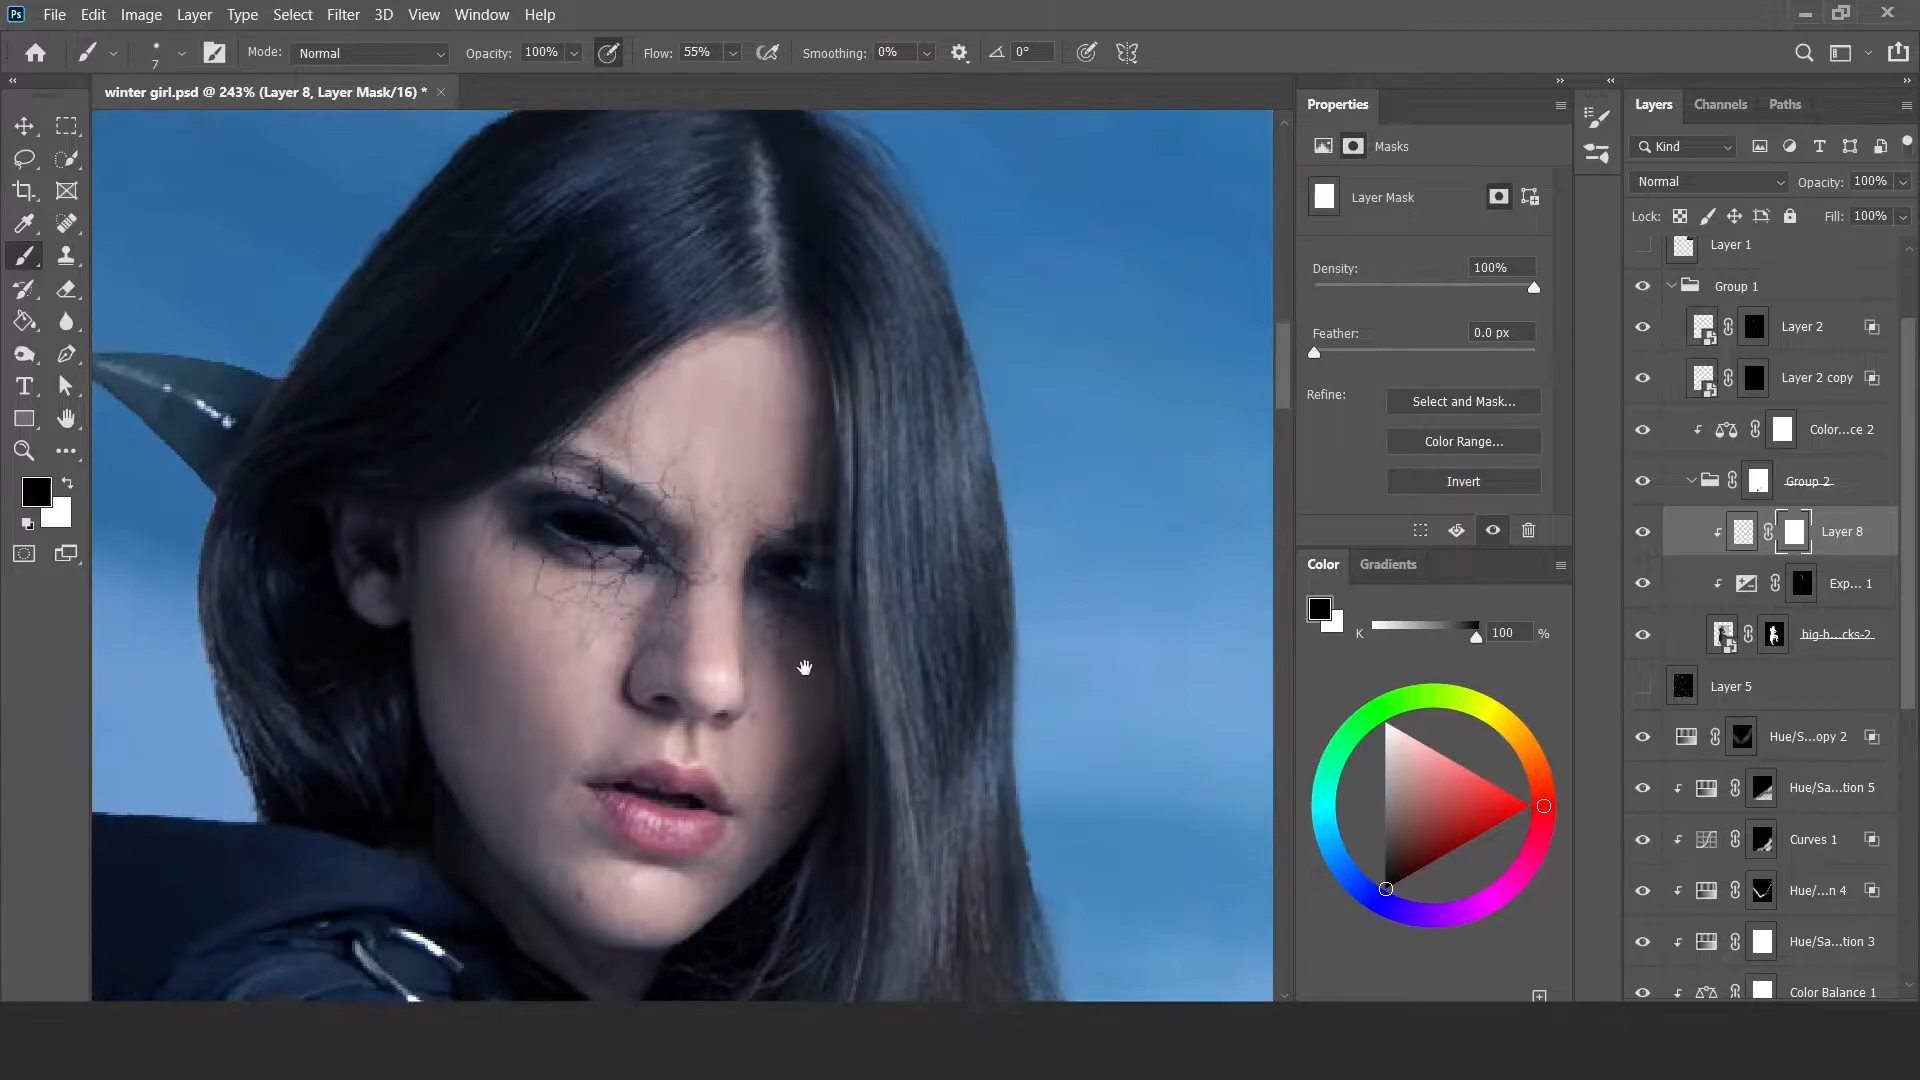 Ps File Edit Image Layer Type Select Filter 3D View Window Help
7 Mode: Normal Opacity: 100% Flow: 55% Smoothing: 0% 0°
winter girl.psd @ 243% (Layer 8, Layer Mask/16) * ×
Properties
Masks
Layer Mask
Density: 100%
Feather: 0.0 px
Refine: Select and Mask...
Color Range...
Invert
Color Gradients
K 100 %
Layers Channels Paths
Kind
Normal Opacity: 100%
Lock: Fill: 100%
Layer 1
Group 1
Layer 2
Layer 2 copy
Color...ce 2
Group 2
Layer 8
Exp... 1
big-b...cks-2
Layer 5
Hue/S...opy 2
Hue/Sa...tion 5
Curves 1
Hue/...n 4
Hue/Sa...tion 3
Color Balance 1